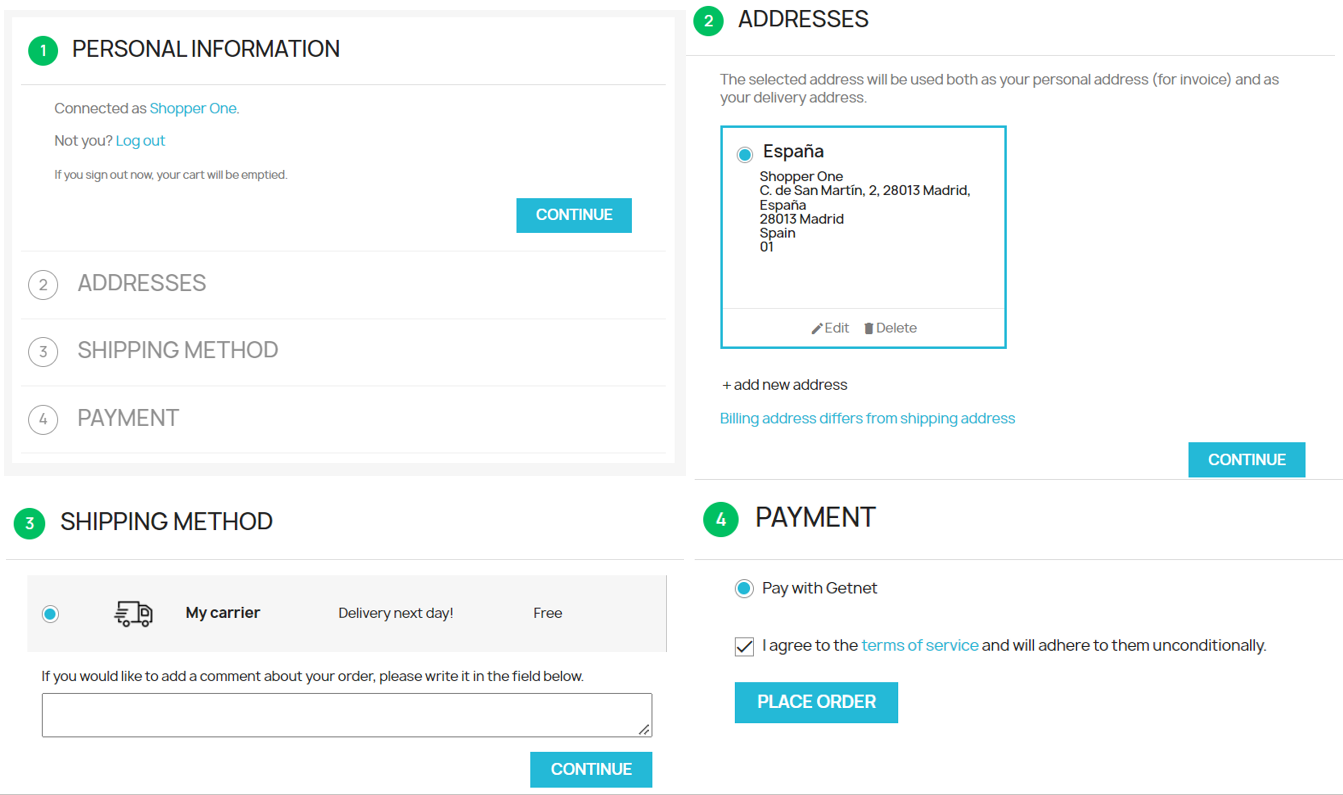 1 PERSONAL INFORMATION
Connected as Shopper One.
Not you? Log out
If you sign out now, your cart will be emptied.
CONTINUE
2 ADDRESSES
3 SHIPPING METHOD
4 PAYMENT
2 ADDRESSES
The selected address will be used both as your personal address (for invoice) and as
your delivery address.
España
Shopper One
C. de San Martín, 2, 28013 Madrid,
España
28013 Madrid
Spain
01
Edit Delete
+ add new address
Billing address differs from shipping address
CONTINUE
3 SHIPPING METHOD
My carrier Delivery next day! Free
If you would like to add a comment about your order, please write it in the field below.
CONTINUE
4 PAYMENT
Pay with Getnet
I agree to the terms of service and will adhere to them unconditionally.
PLACE ORDER